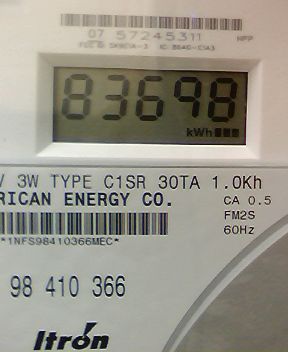 07 57245311
83698
kWh
V 3W TYPE C1SR 30TA 1.0Kh
RICAN ENERGY CO.
CA 0.5
FM2S
60Hz
*1NFS98410366MEC*
98 410 366
Itrón